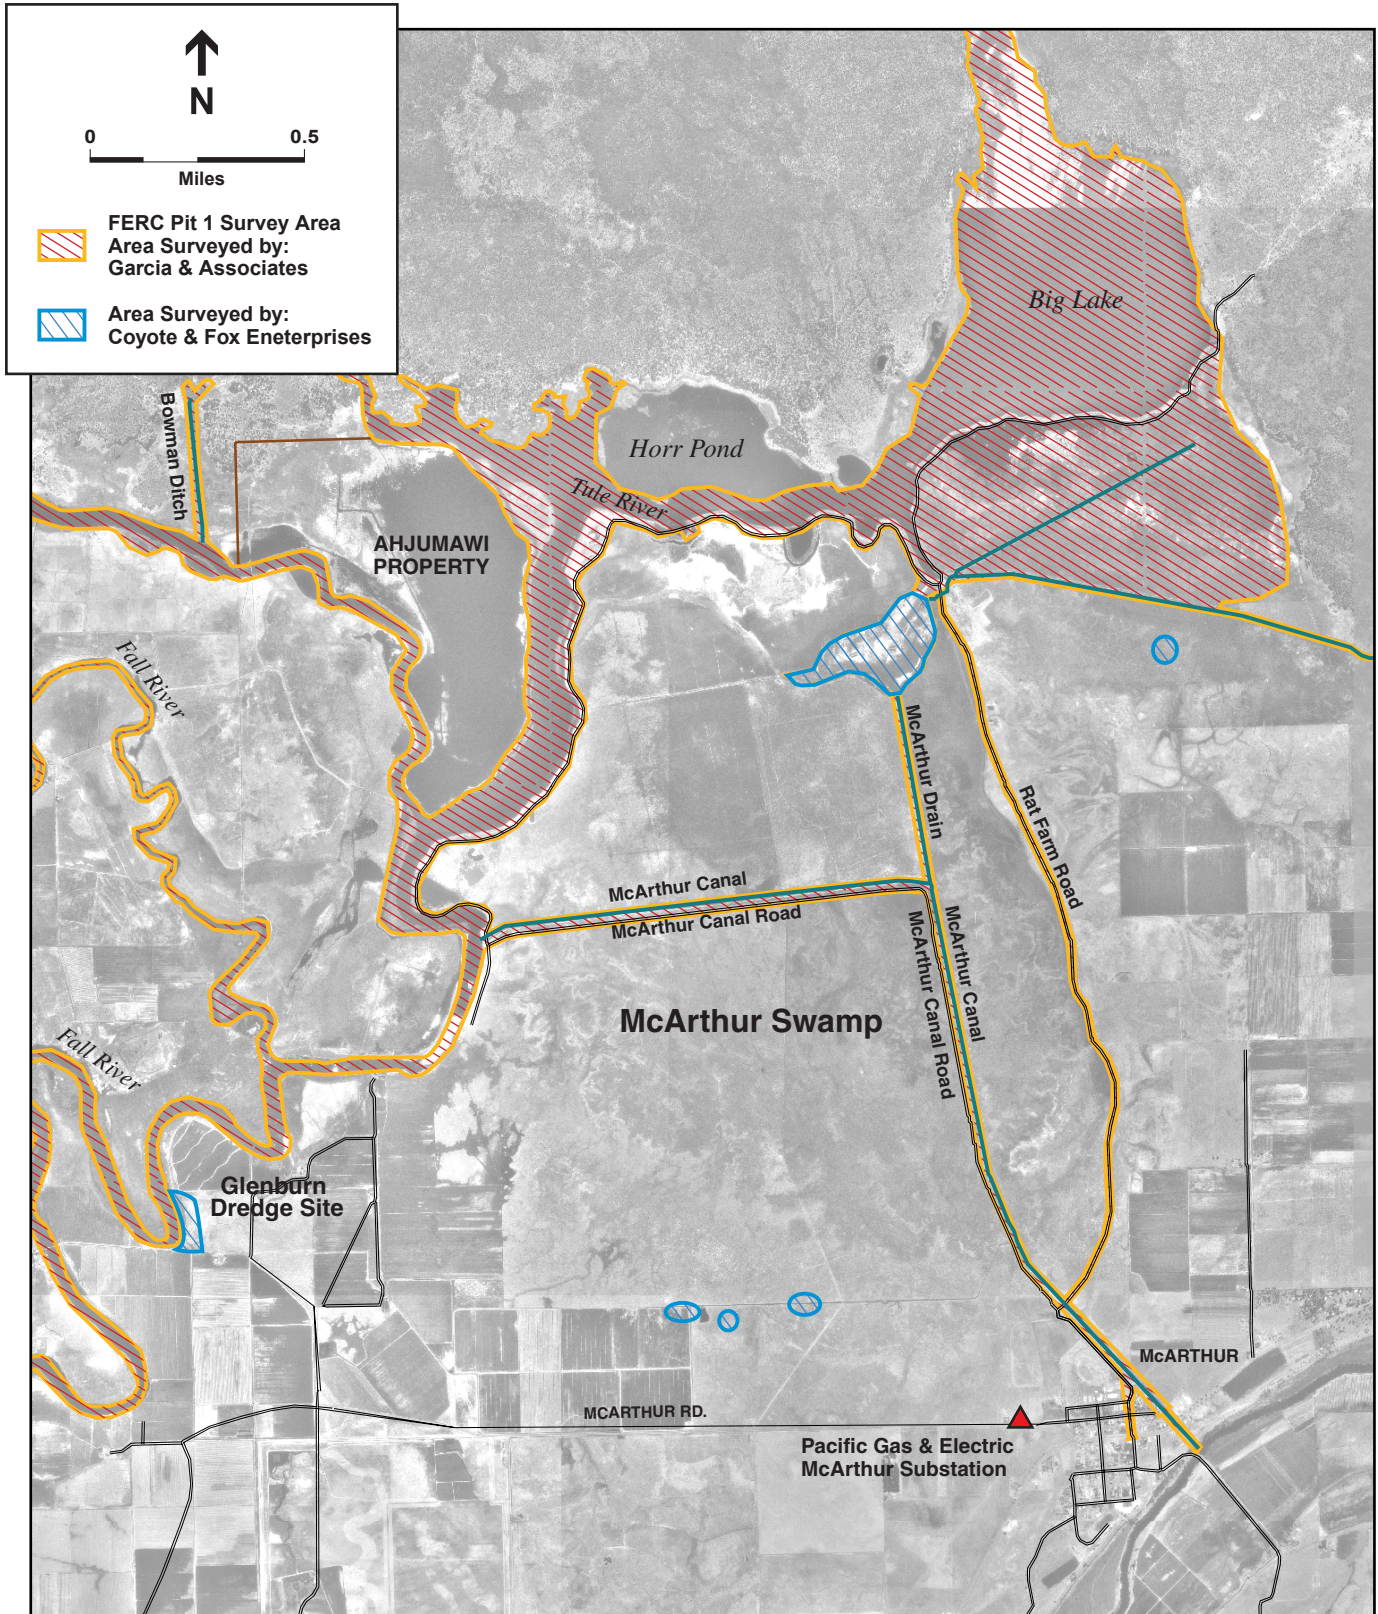 N
0 0.5
Miles
FERC Pit 1 Survey Area
Area Surveyed by:
Garcia & Associates
Area Surveyed by:
Coyote & Fox Eneterprises
Big Lake
Bowman Ditch
Horr Pond
Tule River
AHJUMAWI
PROPERTY
Fall River
McArthur Drain
Rat Farm Road
McArthur Canal
McArthur Canal Road
McArthur Canal
McArthur Canal Road
McArthur Swamp
Fall River
Glenburn
Dredge Site
McARTHUR
MCARTHUR RD.
Pacific Gas & Electric
McArthur Substation